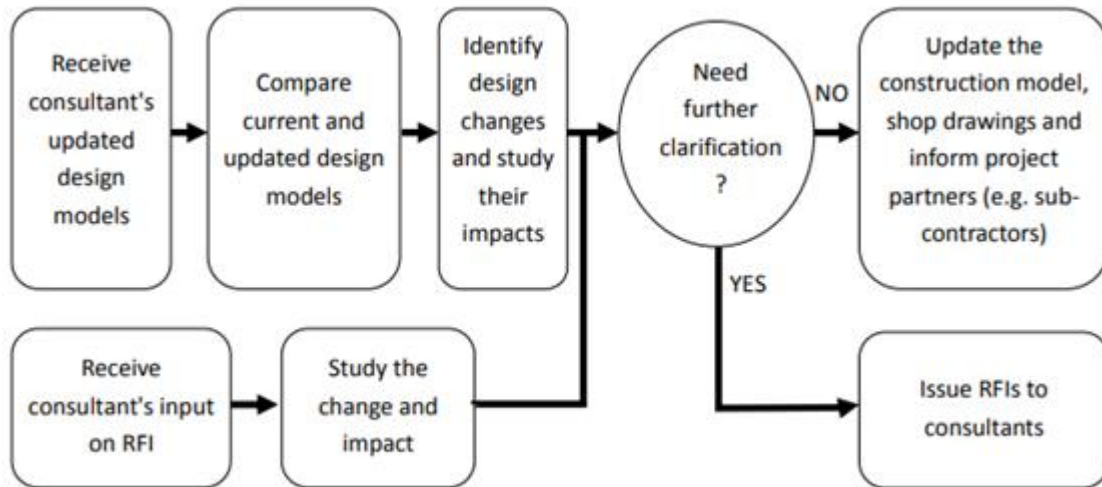 Receive
consultant's
updated
design
models
Compare
current and
updated design
models
Identify
design
changes
and study
their
impacts
Need
further
clarification
?
NO
Update the
construction model,
shop drawings and
inform project
partners (e.g. sub-
contractors)
YES
Receive
consultant's input
on RFI
Study the
change and
impact
Issue RFIs to
consultants